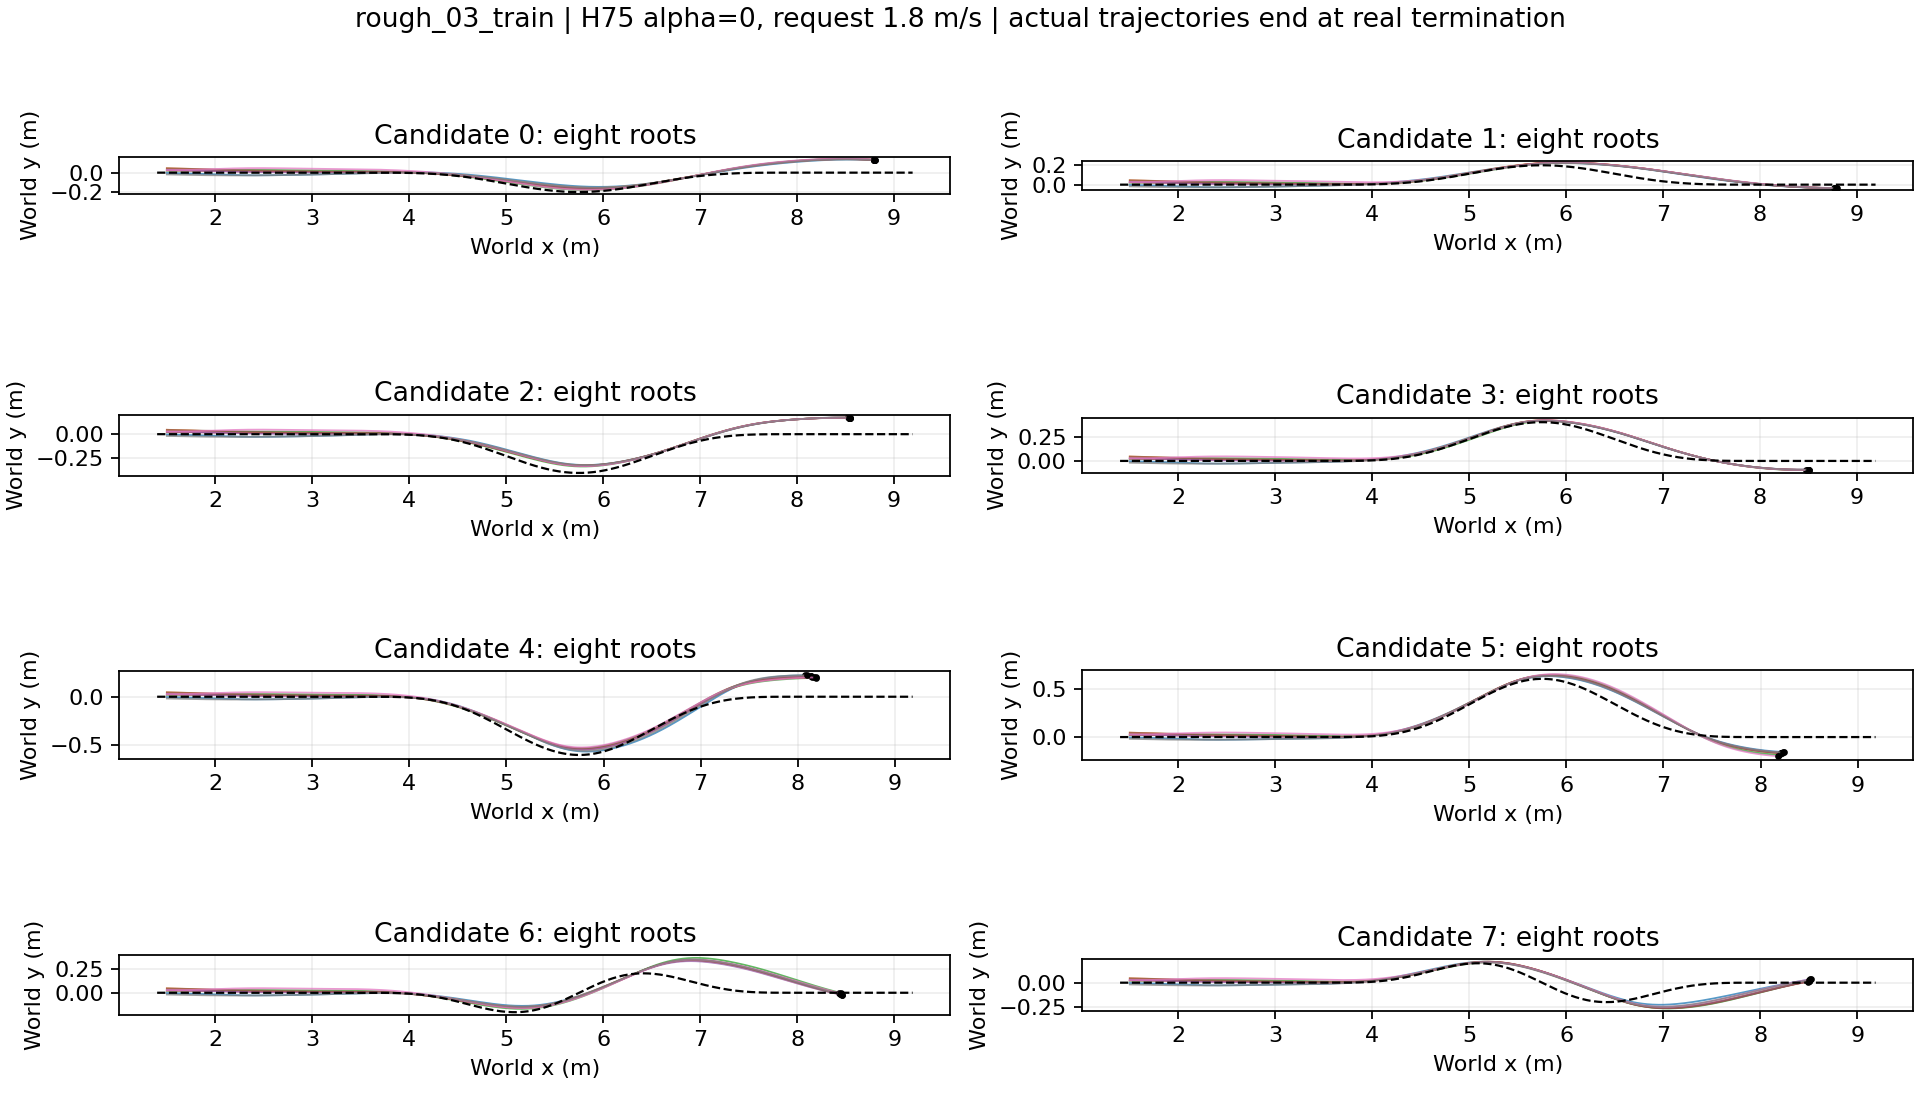 rough_03_train | H75 alpha=0, request 1.8 m/s | actual trajectories end at real termination
Candidate 0: eight roots
World y (m)
0.0
−0.2
2 3 4 5 6 7 8 9
World x (m)
Candidate 1: eight roots
World y (m)
0.2
0.0
2 3 4 5 6 7 8 9
World x (m)
Candidate 2: eight roots
World y (m)
0.00
−0.25
2 3 4 5 6 7 8 9
World x (m)
Candidate 3: eight roots
World y (m)
0.25
0.00
2 3 4 5 6 7 8 9
World x (m)
Candidate 4: eight roots
World y (m)
0.0
−0.5
2 3 4 5 6 7 8 9
World x (m)
Candidate 5: eight roots
World y (m)
0.5
0.0
2 3 4 5 6 7 8 9
World x (m)
Candidate 6: eight roots
World y (m)
0.25
0.00
2 3 4 5 6 7 8 9
World x (m)
Candidate 7: eight roots
World y (m)
0.00
−0.25
2 3 4 5 6 7 8 9
World x (m)